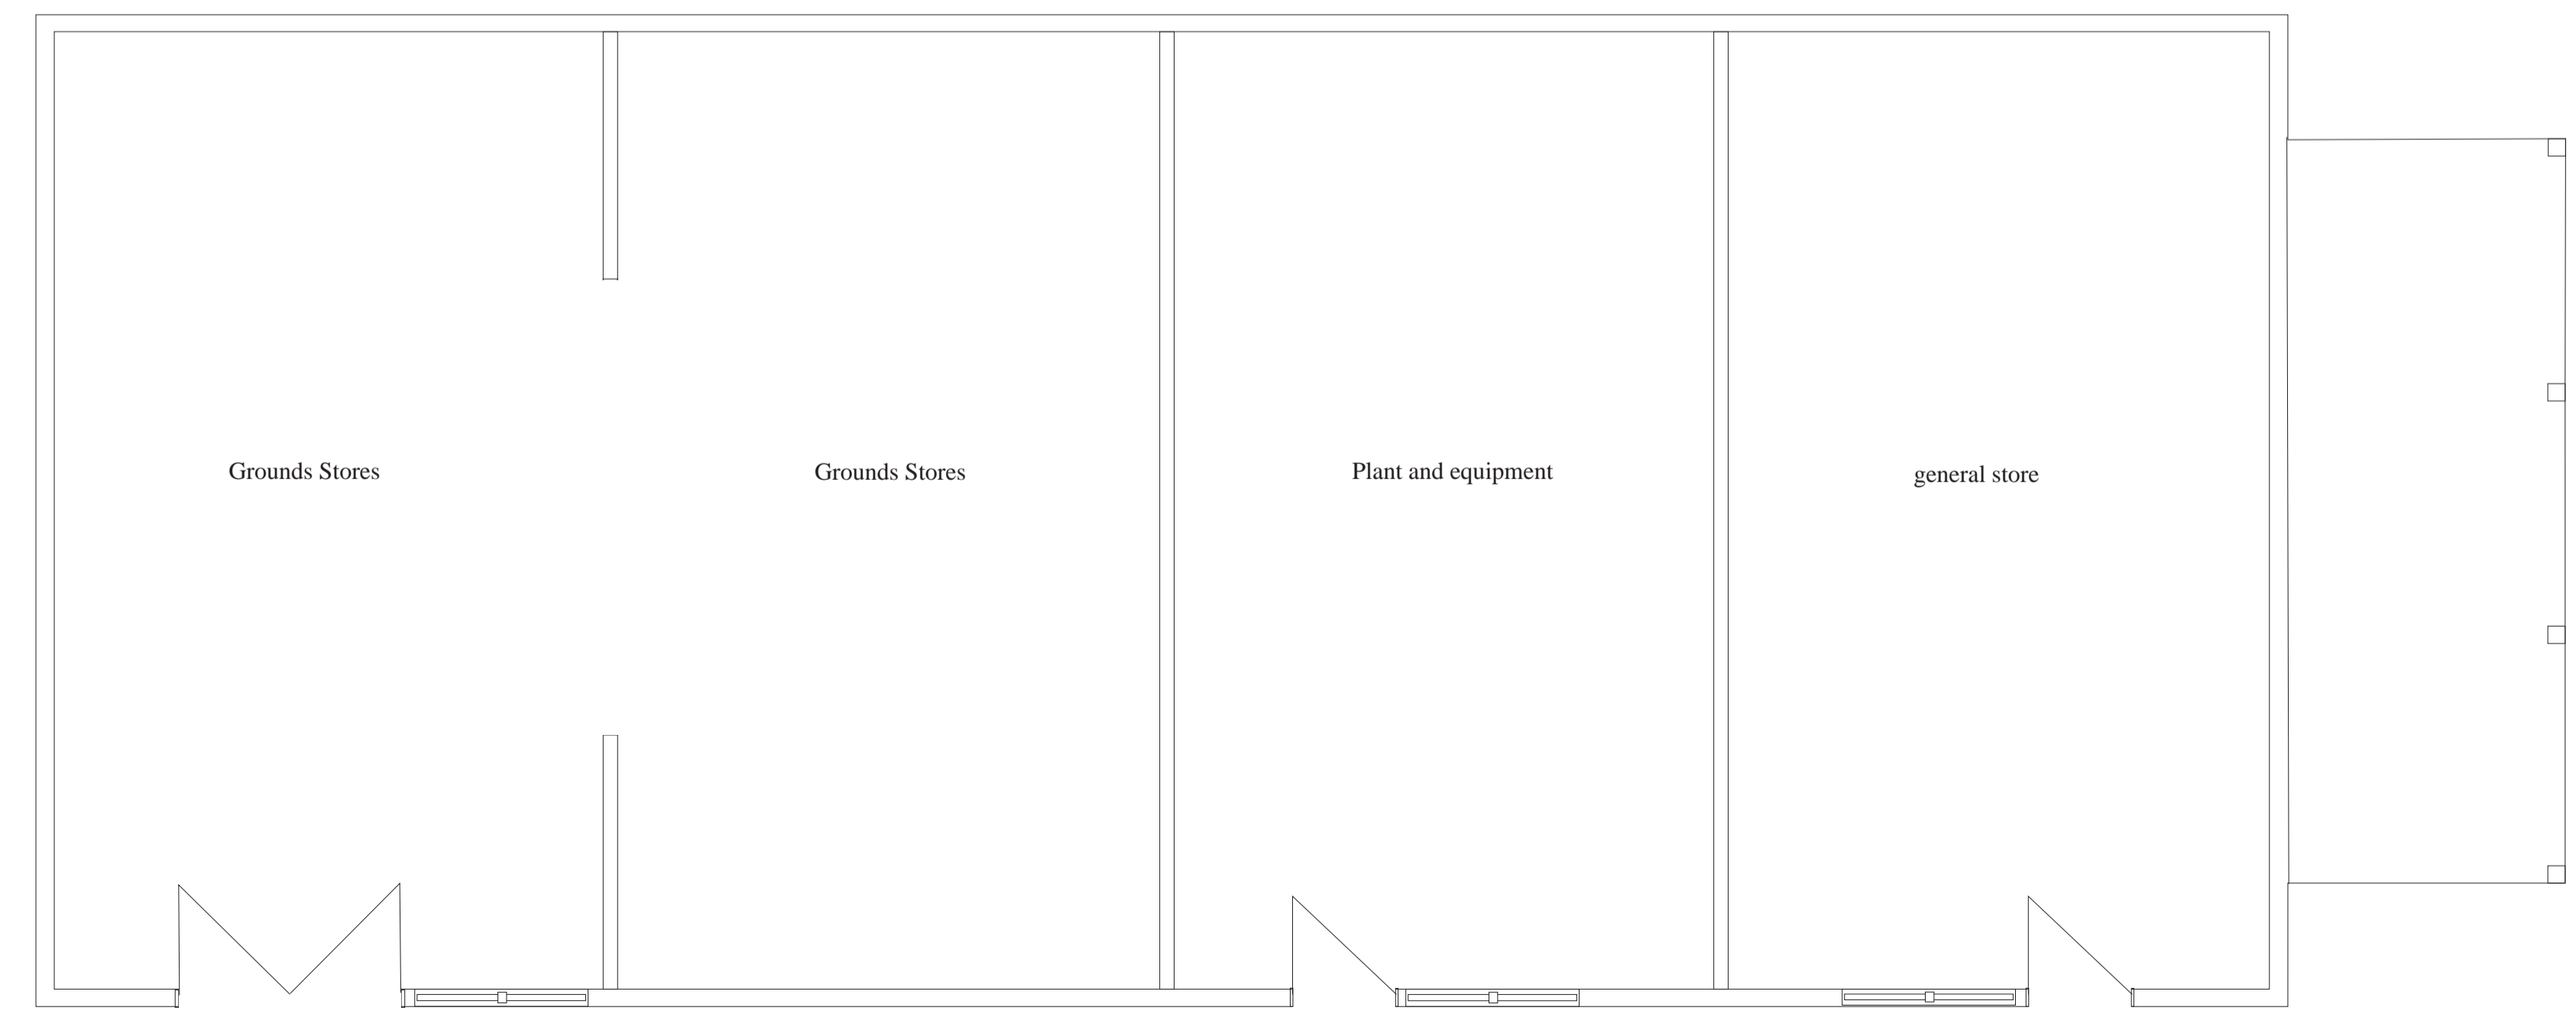 Grounds Stores
Grounds Stores
Plant and equipment
general store